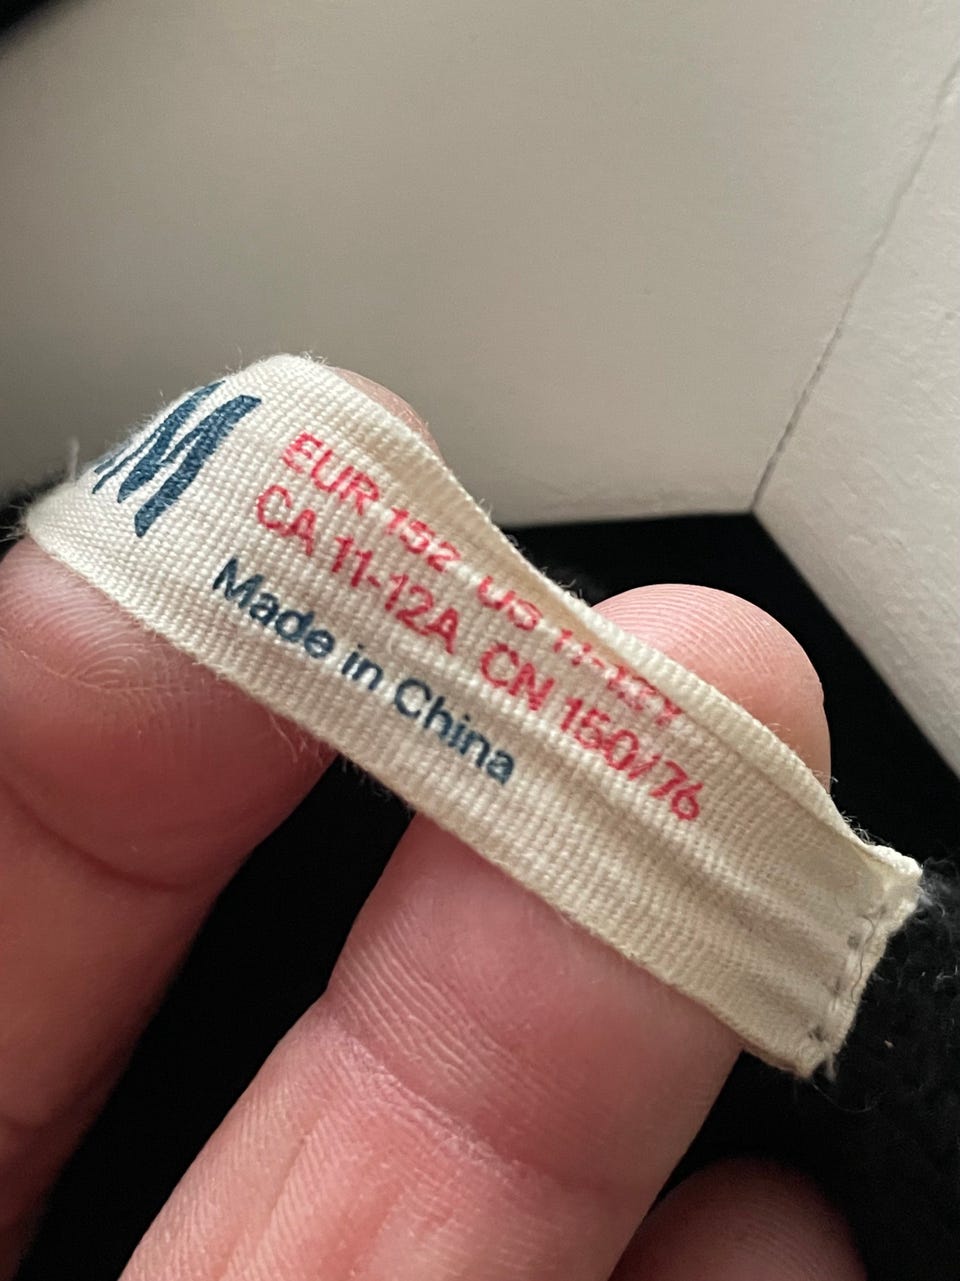 M
EUR 152 US 11-12Y
CA 11-12A CN 150/76
Made in China